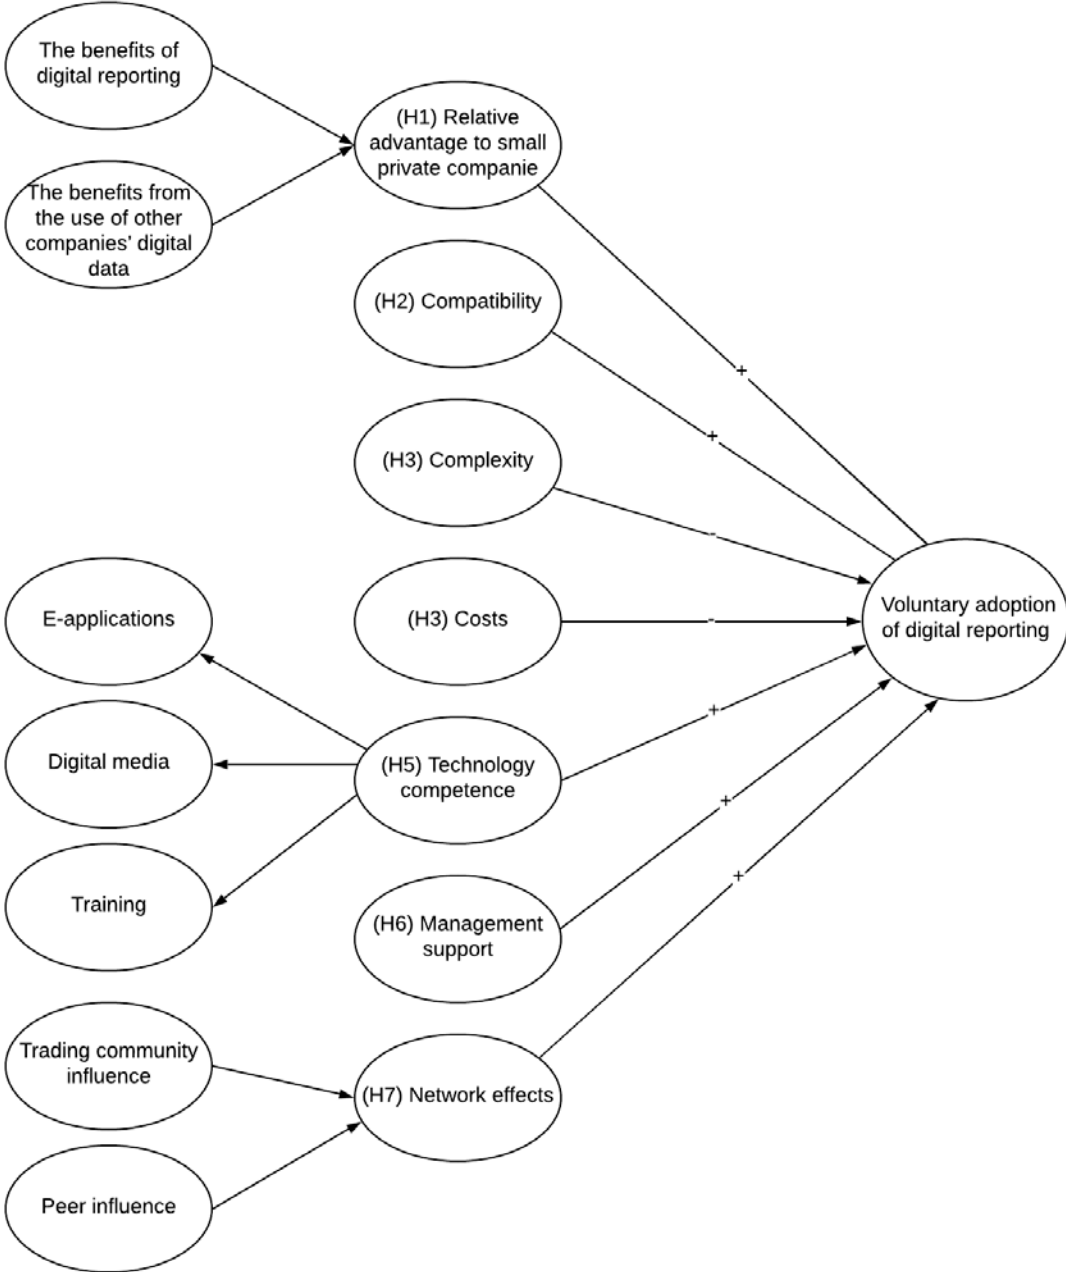 The benefits of
digital reporting
(H1) Relative
advantage to small
private companie
The benefits from
the use of other
companies' digital
data
(H2) Compatibility
+
+
(H3) Complexity
-
E-applications
(H3) Costs
-
Voluntary adoption
of digital reporting
+
Digital media
(H5) Technology
competence
+
Training
+
(H6) Management
support
Trading community
influence
(H7) Network effects
Peer influence